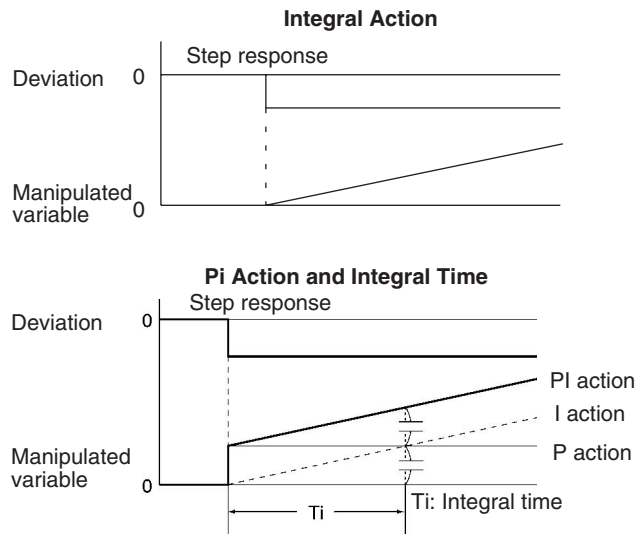 Integral Action
Step response
Deviation 0
Manipulated
variable 0
Pi Action and Integral Time
Step response
Deviation 0
PI action
I action
P action
Manipulated
variable 0
Ti: Integral time
Ti